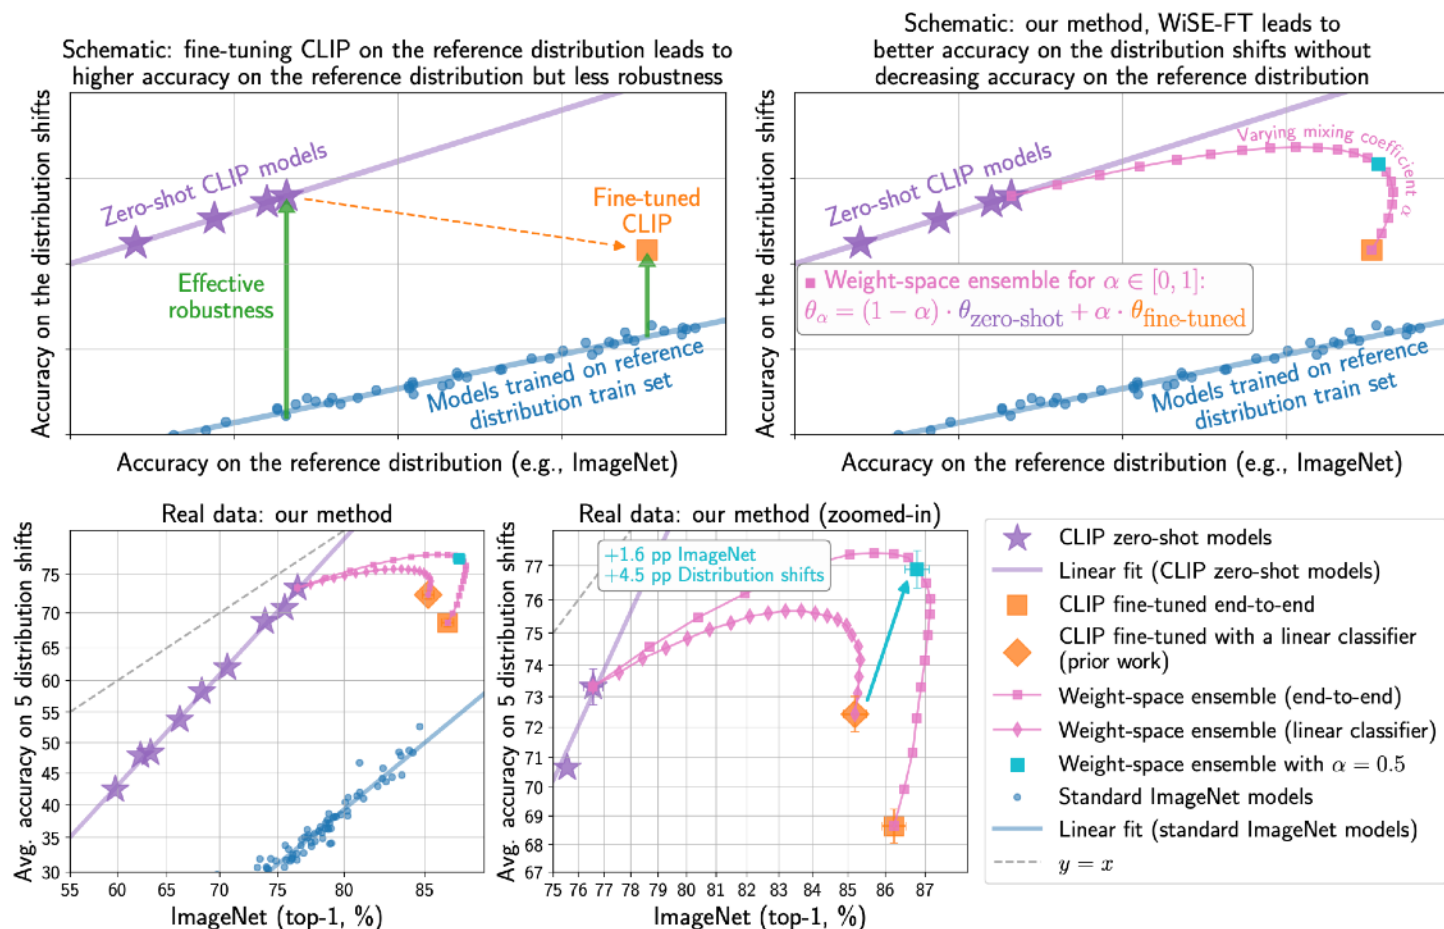 Schematic: fine-tuning CLIP on the reference distribution leads to
higher accuracy on the reference distribution but less robustness
Accuracy on the distribution shifts
Zero-shot CLIP models
Fine-tuned
CLIP
Effective
robustness
Models trained on reference
distribution train set
Accuracy on the reference distribution (e.g., ImageNet)
Schematic: our method, WiSE-FT leads to
better accuracy on the distribution shifts without
decreasing accuracy on the reference distribution
Accuracy on the distribution shifts
Varying mixing coefficient α
Zero-shot CLIP models
Weight-space ensemble for α ∈ [0, 1]:
θα = (1 − α) · θzero-shot + α · θfine-tuned
Models trained on reference
distribution train set
Accuracy on the reference distribution (e.g., ImageNet)
Real data: our method
Avg. accuracy on 5 distribution shifts
75
70
65
60
55
50
45
40
35
30
55 60 65 70 75 80 85
ImageNet (top-1, %)
Real data: our method (zoomed-in)
Avg. accuracy on 5 distribution shifts
+1.6 pp ImageNet
+4.5 pp Distribution shifts
77
76
75
74
73
72
71
70
69
68
67
75 76 77 78 79 80 81 82 83 84 85 86 87
ImageNet (top-1, %)
CLIP zero-shot models
Linear fit (CLIP zero-shot models)
CLIP fine-tuned end-to-end
CLIP fine-tuned with a linear classifier
(prior work)
Weight-space ensemble (end-to-end)
Weight-space ensemble (linear classifier)
Weight-space ensemble with α = 0.5
Standard ImageNet models
Linear fit (standard ImageNet models)
y = x